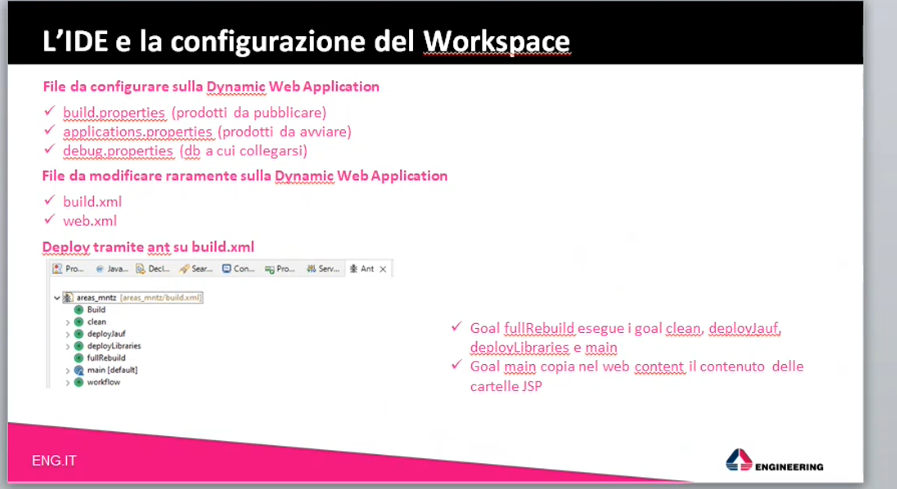 L'IDE e la configurazione del Workspace
File da configurare sulla Dynamic Web Application
build.properties (prodotti da pubblicare)
applications.properties (prodotti da avviare)
debug.properties (db a cui collegarsi)
File da modificare raramente sulla Dynamic Web Application
build.xml
web.xml
Deploy tramite ant su build.xml
Pro... Java... Decl... Sear... Con... Pro... Serv... Ant
areas_mntz [areas_mntz/build.xml]
Build
clean
deployJauf
deployLibraries
fullRebuild
main [default]
workflow
Goal fullRebuild esegue i goal clean, deployJauf,
deployLibraries e main
Goal main copia nel web content il contenuto delle
cartelle JSP
ENG.IT
ENGINEERING